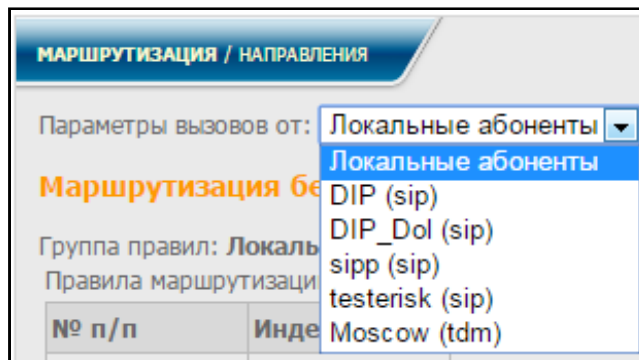 МАРШРУТИЗАЦИЯ / НАПРАВЛЕНИЯ
Параметры вызовов от: Локальные абоненты
Локальные абоненты
DIP (sip)
DIP_Dol (sip)
sipp (sip)
testerisk (sip)
Moscow (tdm)
Маршрутизация бе
Группа правил: Локаль
Правила маршрутизаци
№ п/п Инде